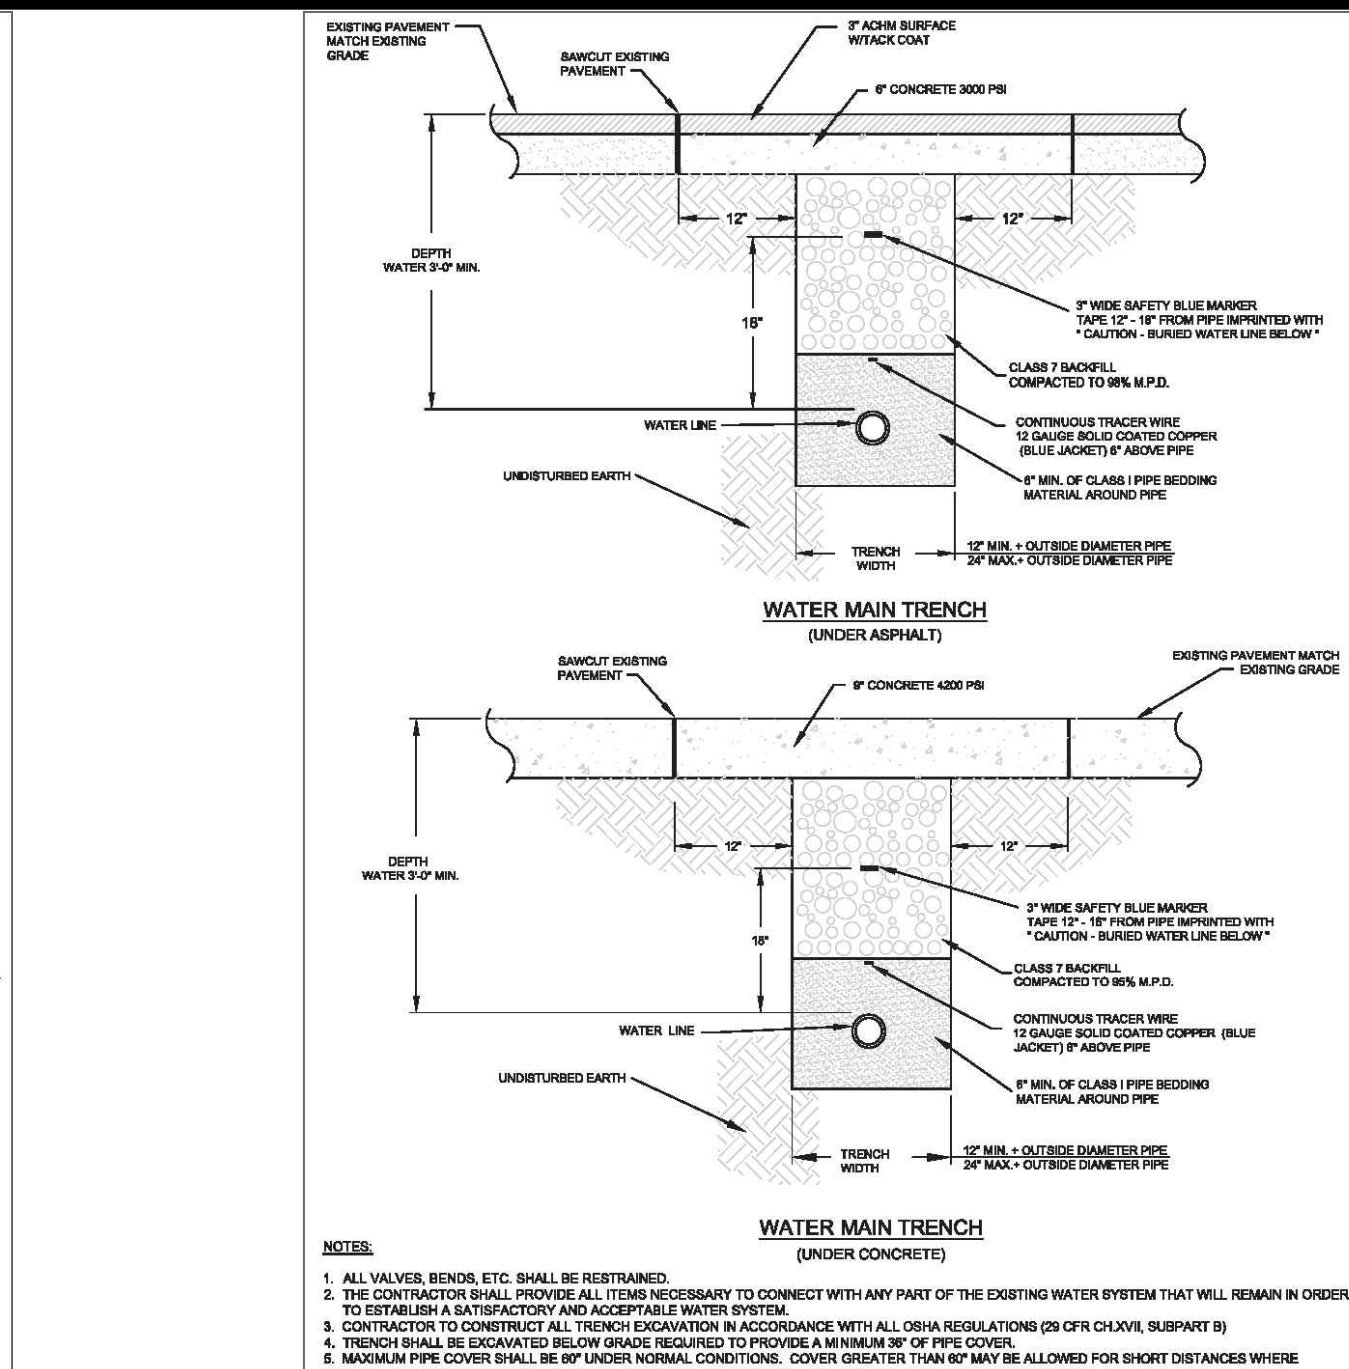 EXISTING PAVEMENT
MATCH EXISTING
GRADE
3" ACHM SURFACE
W/TACK COAT
SAWCUT EXISTING
PAVEMENT
6" CONCRETE 3000 PSI
12"
12"
DEPTH
WATER 3'-0" MIN.
18"
3" WIDE SAFETY BLUE MARKER
TAPE 12" - 18" FROM PIPE IMPRINTED WITH
" CAUTION - BURIED WATER LINE BELOW "
CLASS 7 BACKFILL
COMPACTED TO 98% M.P.D.
WATER LINE
CONTINUOUS TRACER WIRE
12 GAUGE SOLID COATED COPPER
(BLUE JACKET) 6" ABOVE PIPE
UNDISTURBED EARTH
6" MIN. OF CLASS I PIPE BEDDING
MATERIAL AROUND PIPE
TRENCH
WIDTH
12" MIN. + OUTSIDE DIAMETER PIPE
24" MAX.+ OUTSIDE DIAMETER PIPE
WATER MAIN TRENCH
(UNDER ASPHALT)
SAWCUT EXISTING
PAVEMENT
9" CONCRETE 4200 PSI
EXISTING PAVEMENT MATCH
EXISTING GRADE
12"
12"
DEPTH
WATER 3'-0" MIN.
18"
3" WIDE SAFETY BLUE MARKER
TAPE 12" - 18" FROM PIPE IMPRINTED WITH
" CAUTION - BURIED WATER LINE BELOW "
CLASS 7 BACKFILL
COMPACTED TO 95% M.P.D.
WATER LINE
CONTINUOUS TRACER WIRE
12 GAUGE SOLID COATED COPPER (BLUE
JACKET) 6" ABOVE PIPE
UNDISTURBED EARTH
6" MIN. OF CLASS I PIPE BEDDING
MATERIAL AROUND PIPE
TRENCH
WIDTH
12" MIN. + OUTSIDE DIAMETER PIPE
24" MAX.+ OUTSIDE DIAMETER PIPE
WATER MAIN TRENCH
(UNDER CONCRETE)
NOTES:
1. ALL VALVES, BENDS, ETC. SHALL BE RESTRAINED.
2. THE CONTRACTOR SHALL PROVIDE ALL ITEMS NECESSARY TO CONNECT WITH ANY PART OF THE EXISTING WATER SYSTEM THAT WILL REMAIN IN ORDER
TO ESTABLISH A SATISFACTORY AND ACCEPTABLE WATER SYSTEM.
3. CONTRACTOR TO CONSTRUCT ALL TRENCH EXCAVATION IN ACCORDANCE WITH ALL OSHA REGULATIONS (29 CFR CH.XVII, SUBPART B)
4. TRENCH SHALL BE EXCAVATED BELOW GRADE REQUIRED TO PROVIDE A MINIMUM 36" OF PIPE COVER.
5. MAXIMUM PIPE COVER SHALL BE 60" UNDER NORMAL CONDITIONS. COVER GREATER THAN 60" MAY BE ALLOWED FOR SHORT DISTANCES WHERE